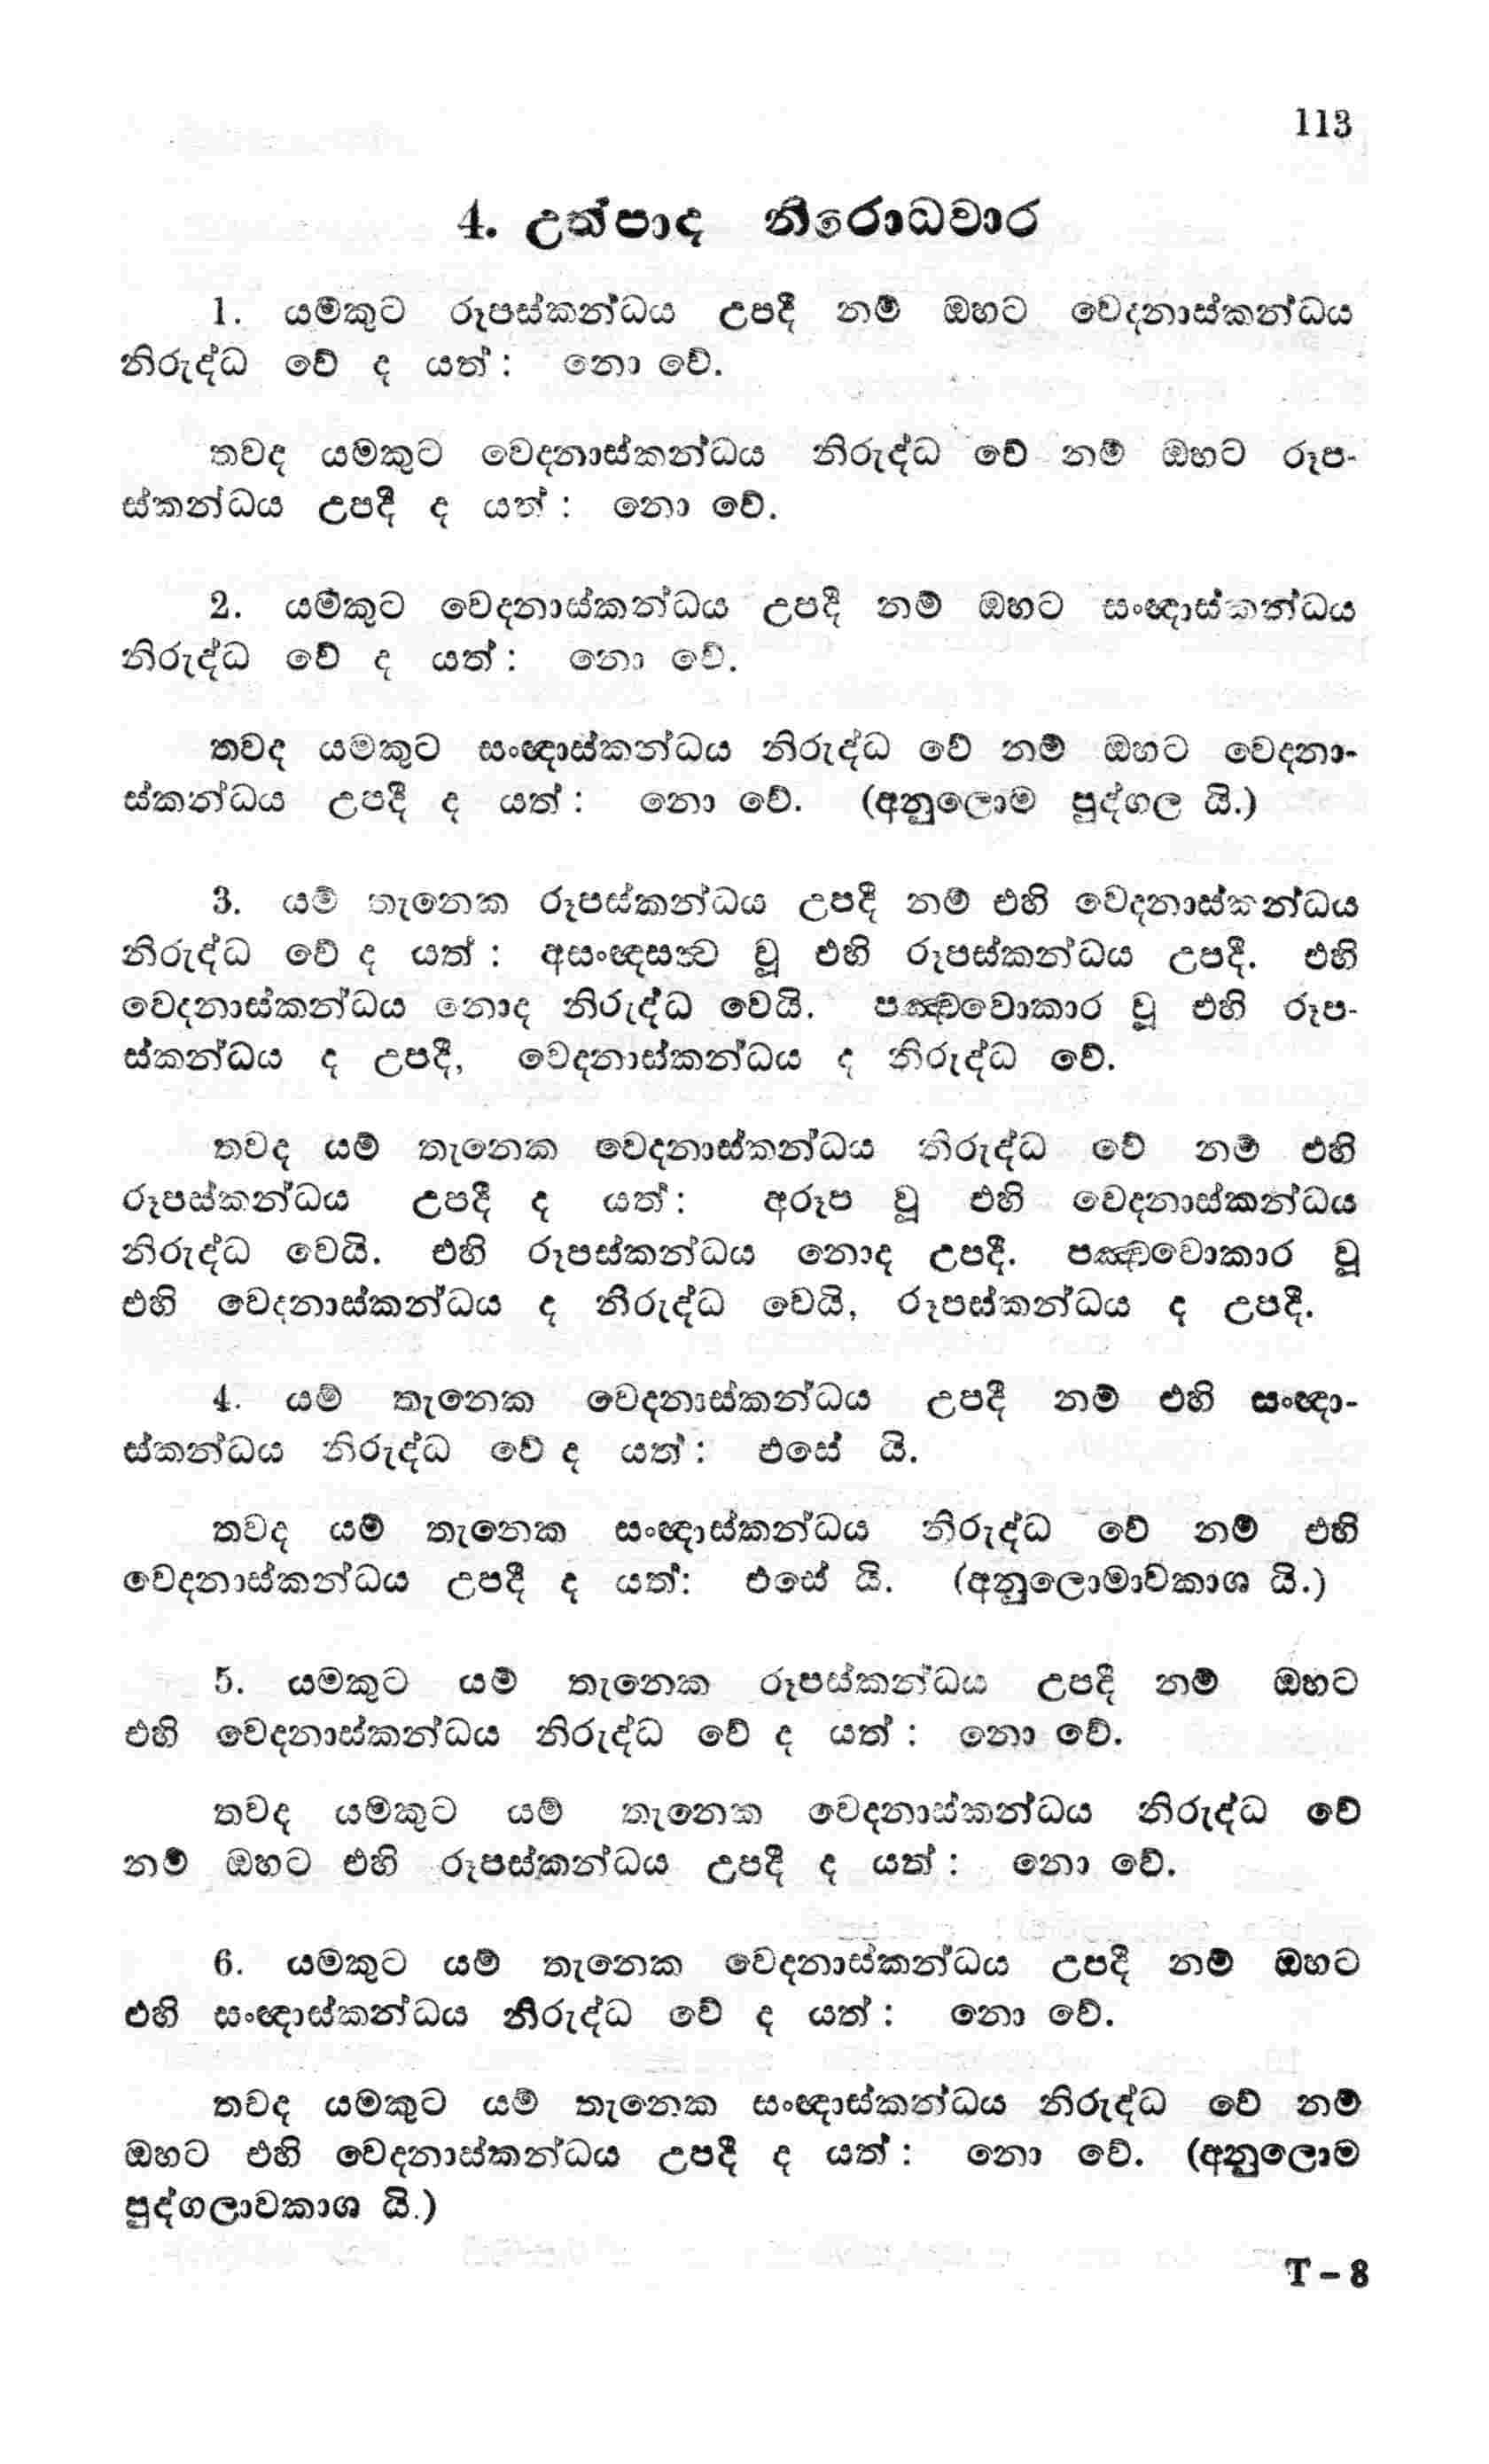 113
4. උත්පාද නිරොධවාර
1. යමකුට රූපස්කන්ධය උපදී නම් ඔහට වෙදනාස්කන්ධය
නිරුද්ධ වේ ද යත් : නො වේ.
තවද යමකුට වෙදනාස්කන්ධය නිරුද්ධ වේ නම් ඔහට රූප-
ස්කන්ධය උපදී ද යත් : නො වේ.
2. යමකුට වෙදනාස්කන්ධය උපදී නම් ඔහට සංඥාස්කන්ධය
නිරුද්ධ වේ ද යත් : නො වේ.
තවද යමකුට සංඥාස්කන්ධය නිරුද්ධ වේ නම් ඔහට වෙදනා-
ස්කන්ධය උපදී ද යත් : නො වේ. (අනුලොම පුද්ගල යි.)
3. යම් තැනෙක රූපස්කන්ධය උපදී නම් එහි වෙදනාස්කන්ධය
නිරුද්ධ වේ ද යත් : අසංඥසත්‍ව වූ එහි රූපස්කන්ධය උපදී. එහි
වෙදනාස්කන්ධය නොද නිරුද්ධ වෙයි. පඤ්චවොකාර වූ එහි රූප-
ස්කන්ධය ද උපදී, වෙදනාස්කන්ධය ද නිරුද්ධ වේ.
තවද යම් තැනෙක වෙදනාස්කන්ධය නිරුද්ධ වේ නම් එහි
රූපස්කන්ධය උපදී ද යත් : අරූප වූ එහි වෙදනාස්කන්ධය
නිරුද්ධ වෙයි. එහි රූපස්කන්ධය නොද උපදී. පඤ්චවොකාර වූ
එහි වෙදනාස්කන්ධය ද නිරුද්ධ වෙයි, රූපස්කන්ධය ද උපදී.
4. යම් තැනෙක වෙදනාස්කන්ධය උපදී නම් එහි සංඥා-
ස්කන්ධය නිරුද්ධ වේ ද යත් : එසේ යි.
තවද යම් තැනෙක සංඥාස්කන්ධය නිරුද්ධ වේ නම් එහි
වෙදනාස්කන්ධය උපදී ද යත්: එසේ යි. (අනුලොමාවකාශ යි.)
5. යමකුට යම් තැනෙක රූපස්කන්ධය උපදී නම් ඔහට
එහි වෙදනාස්කන්ධය නිරුද්ධ වේ ද යත් : නො වේ.
තවද යමකුට යම් තැනෙක වෙදනාස්කන්ධය නිරුද්ධ වේ
නම් ඔහට එහි රූපස්කන්ධය උපදී ද යත් : නො වේ.
6. යමකුට යම් තැනෙක වෙදනාස්කන්ධය උපදී නම් ඔහට
එහි සංඥාස්කන්ධය නිරුද්ධ වේ ද යත් : නො වේ.
තවද යමකුට යම් තැනෙක සංඥාස්කන්ධය නිරුද්ධ වේ නම්
ඔහට එහි වෙදනාස්කන්ධය උපදී ද යත් : නො වේ. (අනුලොම
පුද්ගලාවකාශ යි.)
T – 8